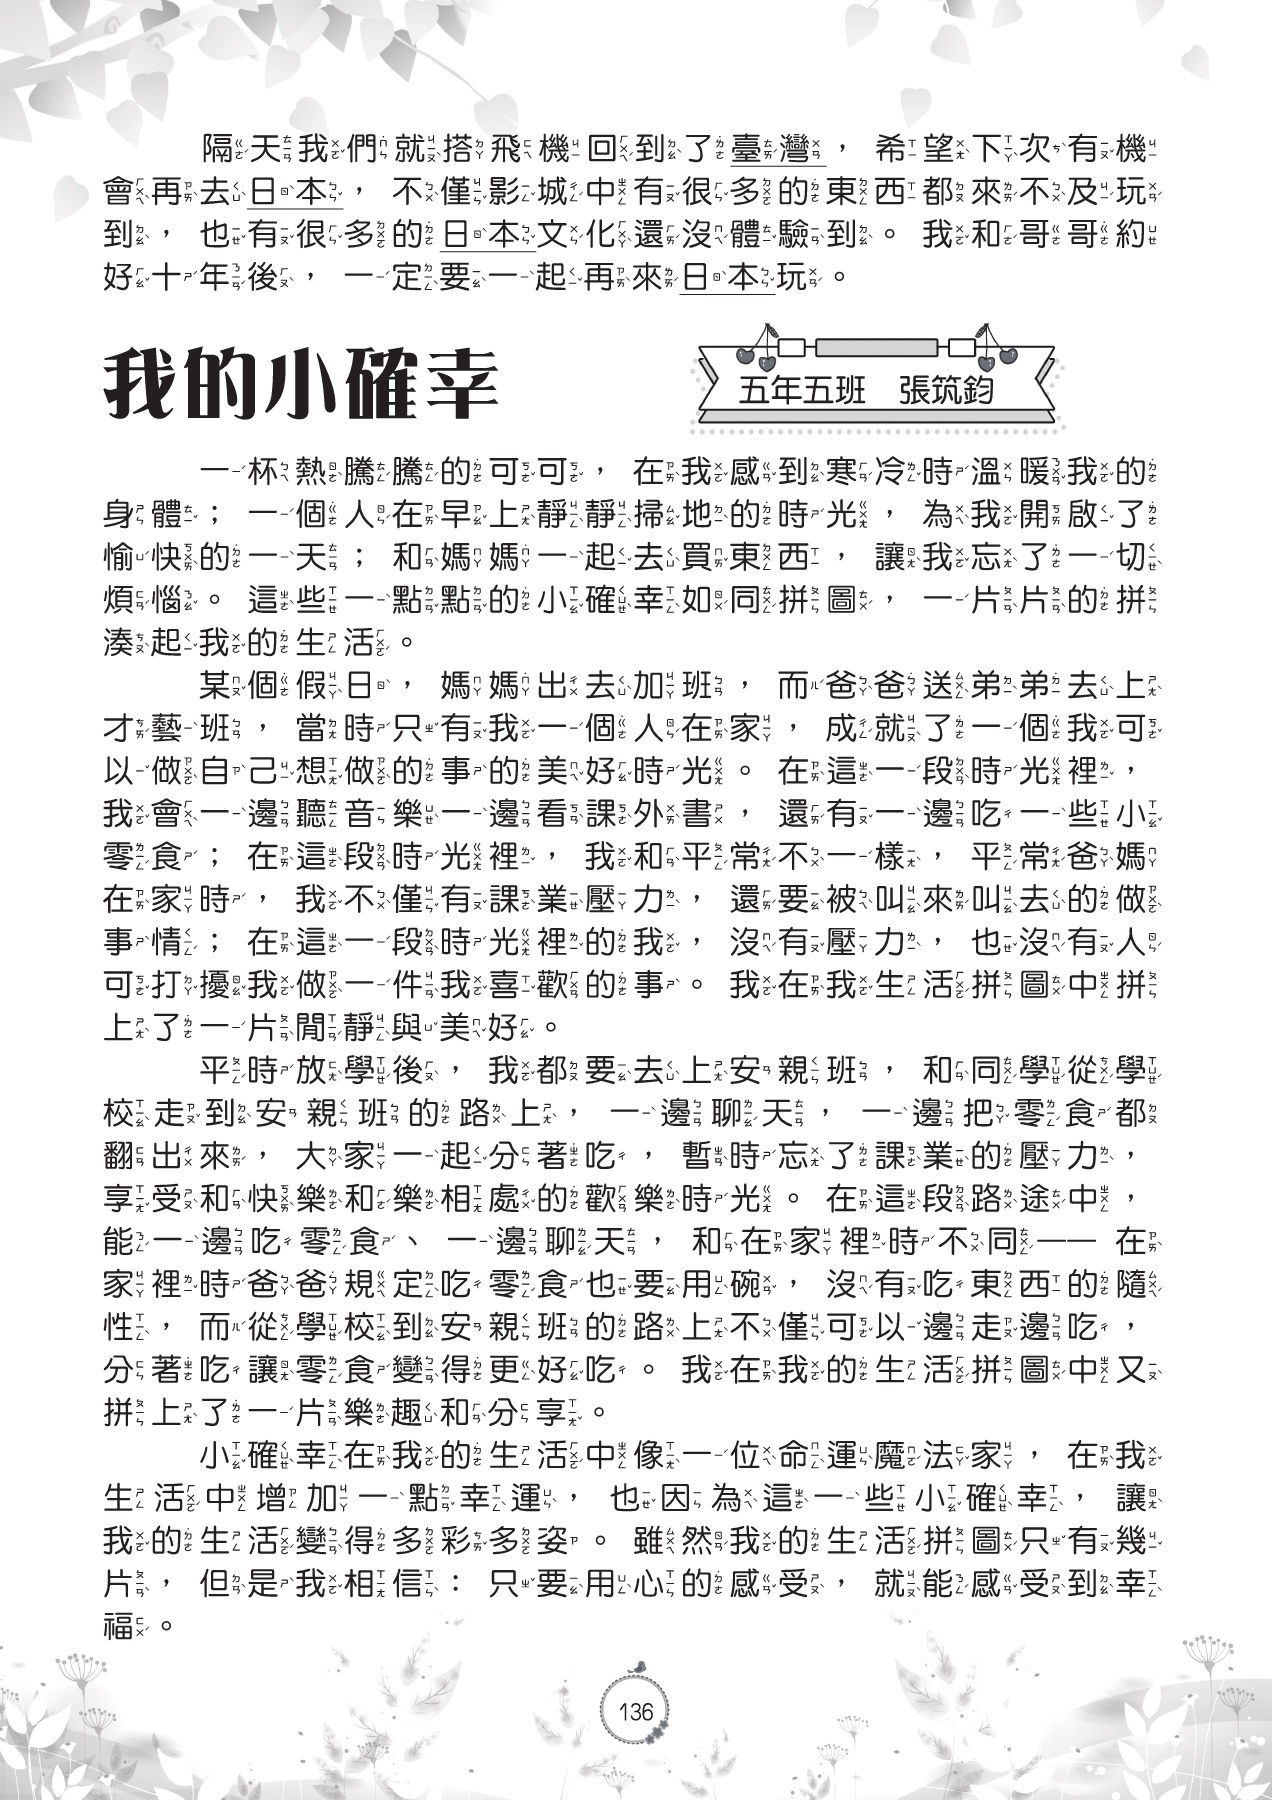 隔天我們就搭飛機回到了臺灣，希望下次有機
會再去日本，不僅影城中有很多的東西都來不及玩
到，也有很多的日本文化還沒體驗到。我和哥哥約
好十年後，一定要一起再來日本玩。
我的小確幸
五年五班　張筑鈞
一杯熱騰騰的可可，在我感到寒冷時溫暖我的
身體；一個人在早上靜靜掃地的時光，為我開啟了
愉快的一天；和媽媽一起去買東西，讓我忘了一切
煩惱。這些一點點的小確幸如同拼圖，一片片的拼
湊起我的生活。
某個假日，媽媽出去加班，而爸爸送弟弟去上
才藝班，當時只有我一個人在家，成就了一個我可
以做自己想做的事的美好時光。在這一段時光裡，
我會一邊聽音樂一邊看課外書，還有一邊吃一些小
零食；在這段時光裡，我和平常不一樣，平常爸媽
在家時，我不僅有課業壓力，還要被叫來叫去的做
事情；在這一段時光裡的我，沒有壓力，也沒有人
可打擾我做一件我喜歡的事。我在我生活拼圖中拼
上了一片閒靜與美好。
平時放學後，我都要去上安親班，和同學從學
校走到安親班的路上，一邊聊天，一邊把零食都
翻出來，大家一起分著吃，暫時忘了課業的壓力，
享受和快樂和樂相處的歡樂時光。在這段路途中，
能一邊吃零食、一邊聊天，和在家裡時不同——在
家裡時爸爸規定吃零食也要用碗，沒有吃東西的隨
性，而從學校到安親班的路上不僅可以邊走邊吃，
分著吃讓零食變得更好吃。我在我的生活拼圖中又
拼上了一片樂趣和分享。
小確幸在我的生活中像一位命運魔法家，在我
生活中增加一點幸運，也因為這一些小確幸，讓
我的生活變得多彩多姿。雖然我的生活拼圖只有幾
片，但是我相信：只要用心的感受，就能感受到幸
福。
136